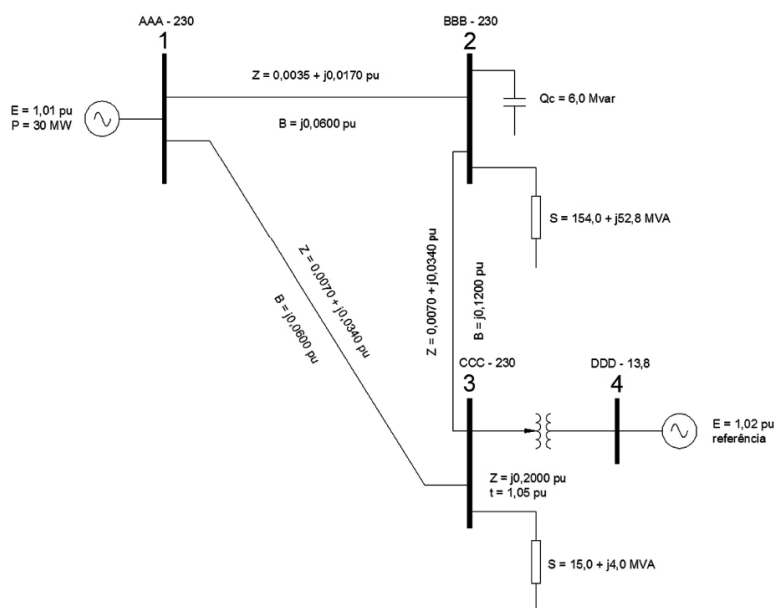 AAA - 230
1
BBB - 230
2
Z = 0,0035 + j0,0170 pu
B = j0,0600 pu
E = 1,01 pu
P = 30 MW
Qc = 6,0 Mvar
S = 154,0 + j52,8 MVA
Z = 0,0070 + j0,0340 pu
B = j0,0600 pu
Z = 0,0070 + j0,0340 pu
B = j0,1200 pu
CCC - 230
3
DDD - 13,8
4
E = 1,02 pu
referência
Z = j0,2000 pu
t = 1,05 pu
S = 15,0 + j4,0 MVA